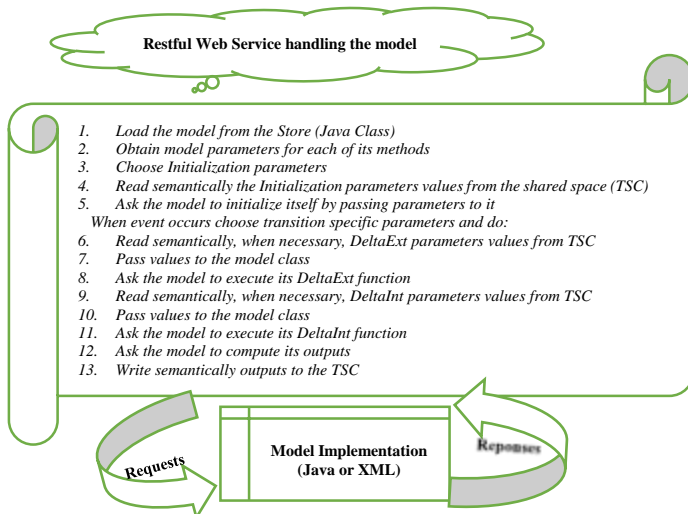 Restful Web Service handling the model
1. Load the model from the Store (Java Class)
2. Obtain model parameters for each of its methods
3. Choose Initialization parameters
4. Read semantically the Initialization parameters values from the shared space (TSC)
5. Ask the model to initialize itself by passing parameters to it
When event occurs choose transition specific parameters and do:
6. Read semantically, when necessary, DeltaExt parameters values from TSC
7. Pass values to the model class
8. Ask the model to execute its DeltaExt function
9. Read semantically, when necessary, DeltaInt parameters values from TSC
10. Pass values to the model class
11. Ask the model to execute its DeltaInt function
12. Ask the model to compute its outputs
13. Write semantically outputs to the TSC
Requests
Model Implementation
(Java or XML)
Reponses